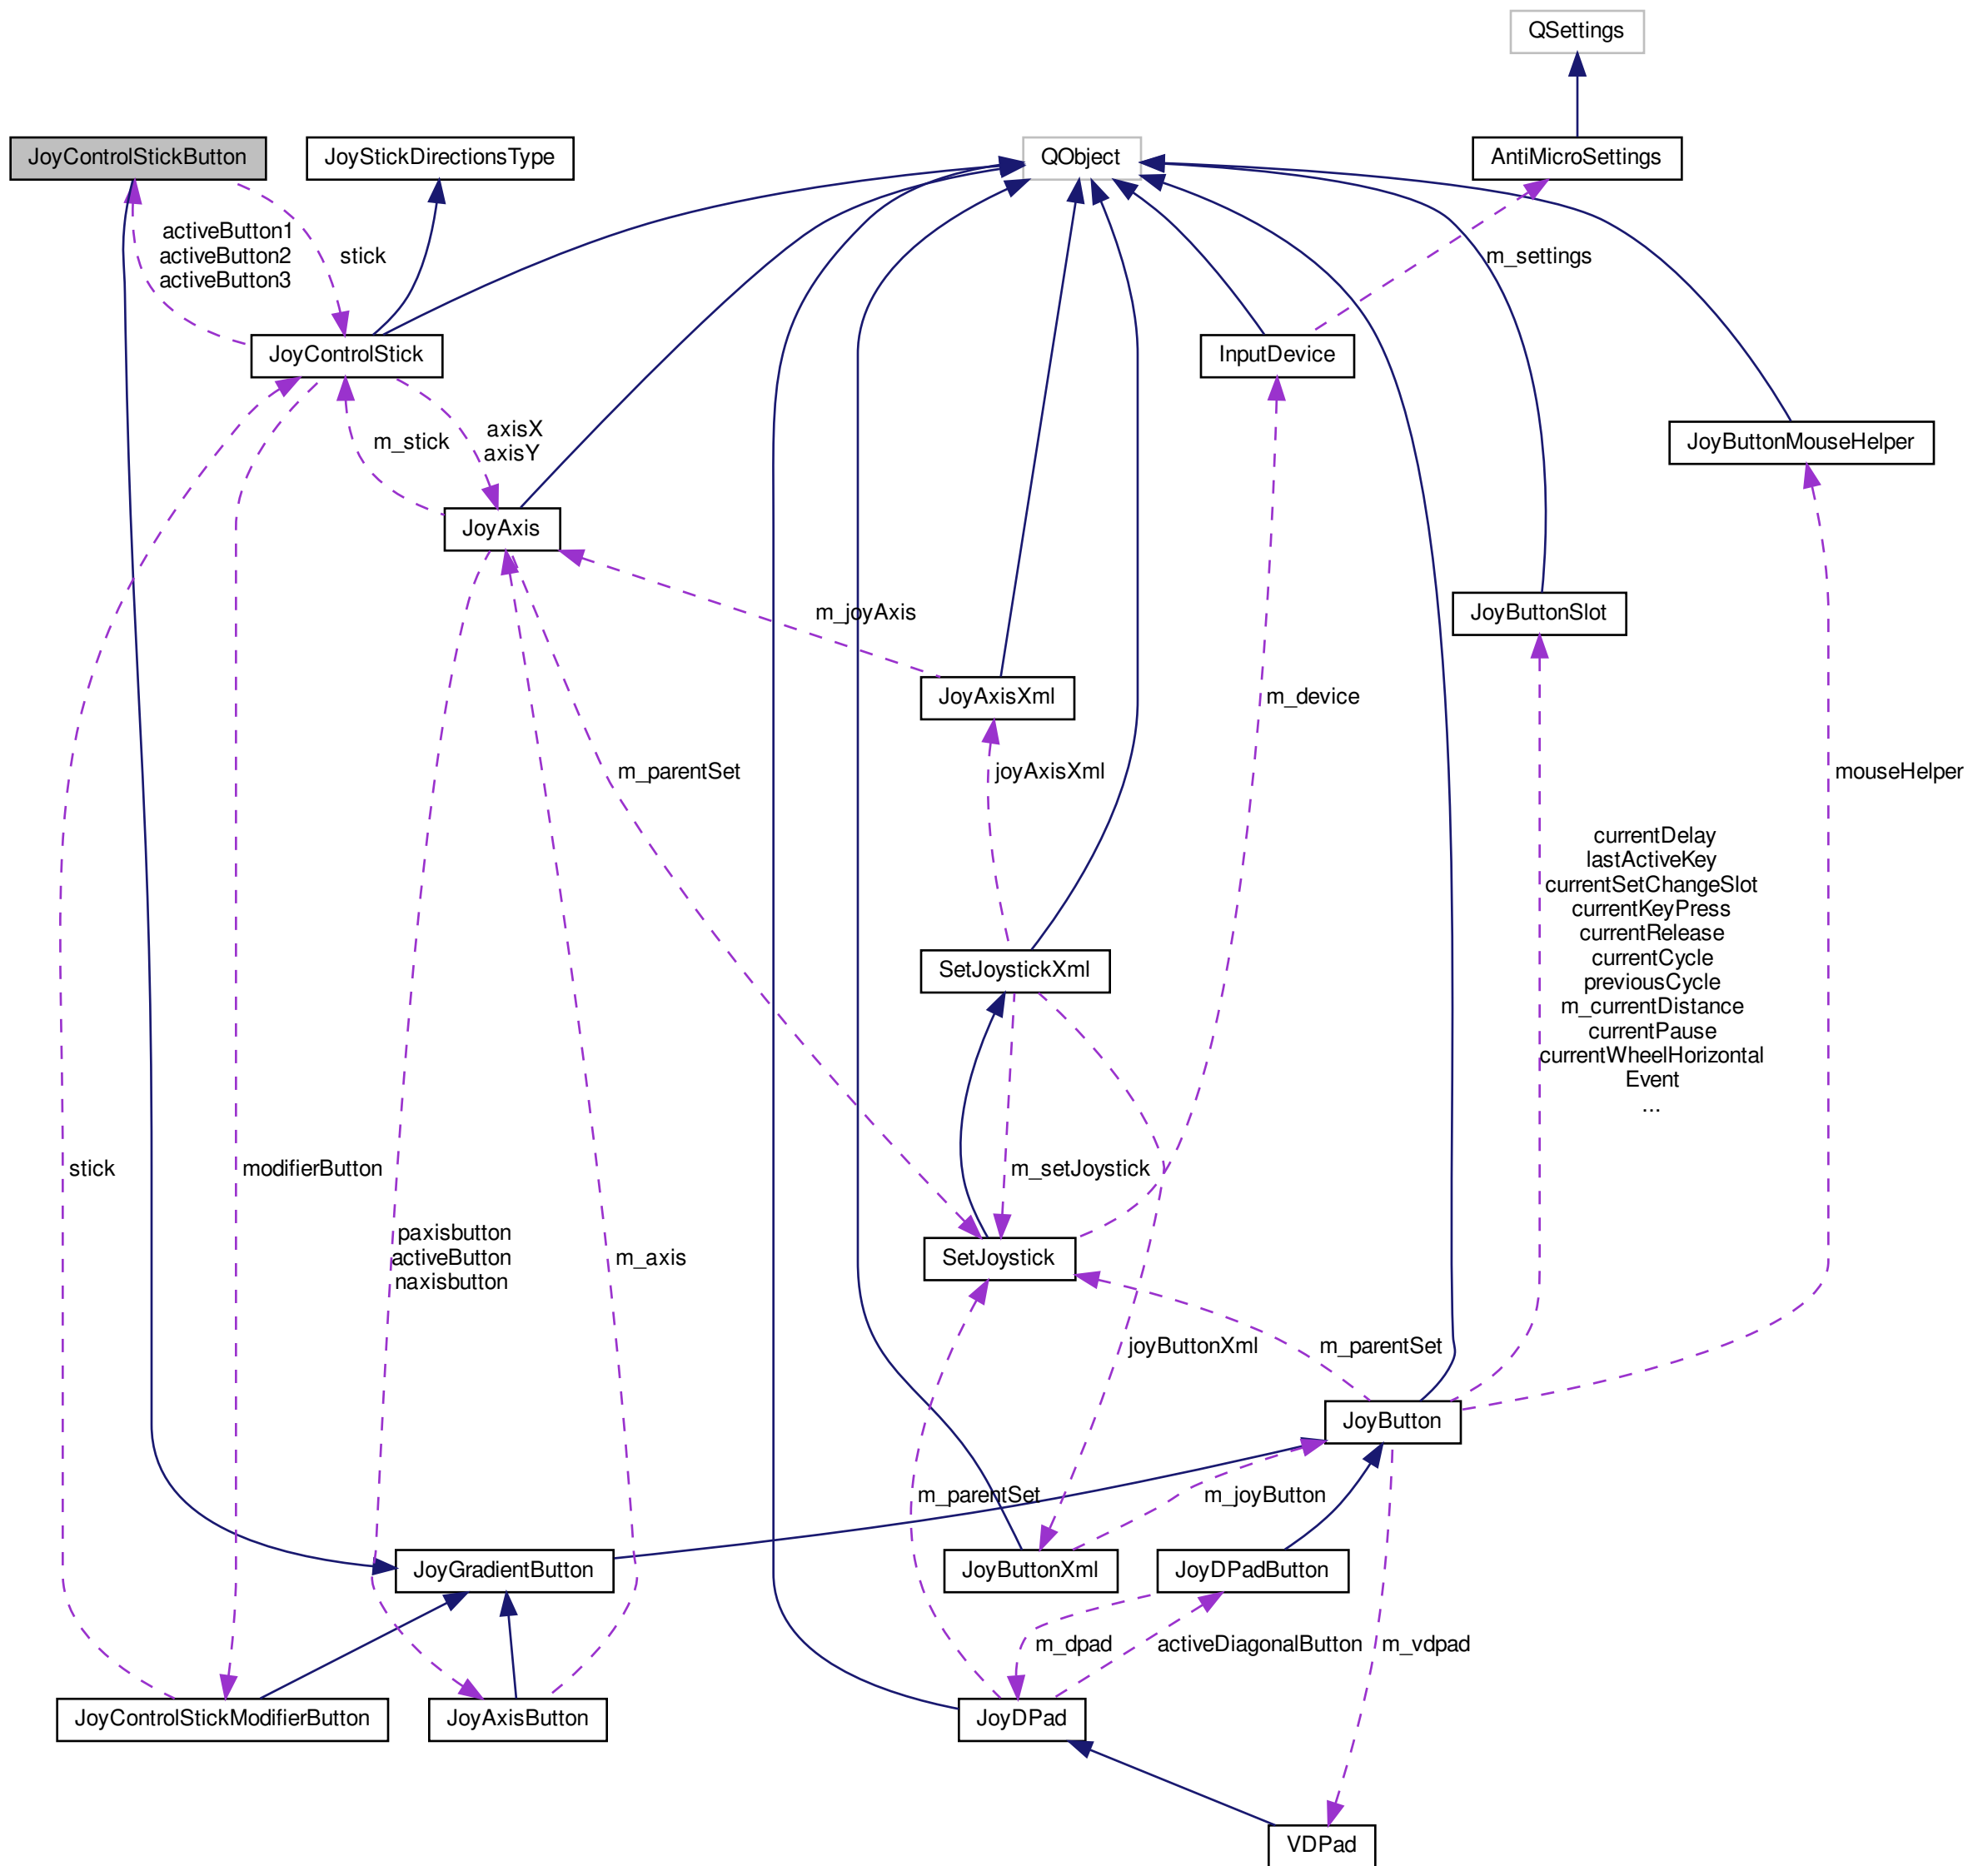 QSettings
JoyControlStickButton
JoyStickDirectionsType
QObject
AntiMicroSettings
activeButton1
activeButton2
activeButton3
stick
m_settings
JoyControlStick
InputDevice
m_stick
axisX
axisY
JoyButtonMouseHelper
JoyAxis
m_joyAxis
JoyButtonSlot
JoyAxisXml
m_device
m_parentSet
joyAxisXml
mouseHelper
currentDelay
lastActiveKey
currentSetChangeSlot
currentKeyPress
currentRelease
currentCycle
previousCycle
m_currentDistance
currentPause
currentWheelHorizontal
Event
...
SetJoystickXml
stick
modifierButton
m_setJoystick
paxisbutton
activeButton
naxisbutton
m_axis
SetJoystick
joyButtonXml
m_parentSet
JoyButton
m_parentSet
m_joyButton
JoyGradientButton
JoyButtonXml
JoyDPadButton
m_dpad
activeDiagonalButton
m_vdpad
JoyControlStickModifierButton
JoyAxisButton
JoyDPad
VDPad